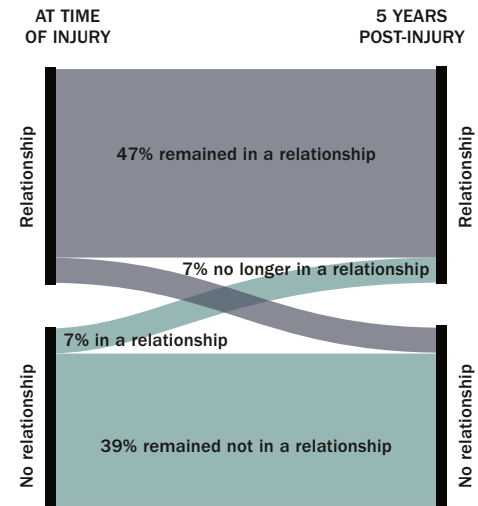 AT TIME
OF INJURY
5 YEARS
POST-INJURY
Relationship
47% remained in a relationship
Relationship
7% no longer in a relationship
7% in a relationship
No relationship
39% remained not in a relationship
No relationship